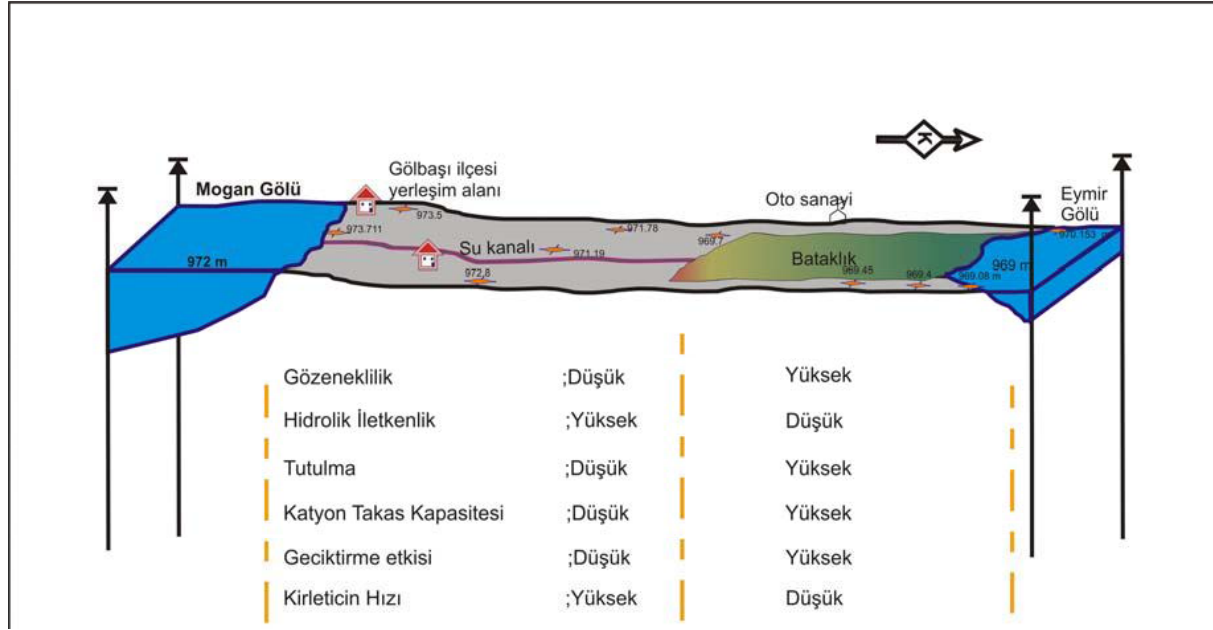 K
Gölbaşı ilçesi
yerleşim alanı
Mogan Gölü
Oto sanayi
Eymir
Gölü
973.5
973.711
971.78
969.7
970.153 m
Su kanalı
971.19
972 m
972.8
Bataklık
969.45
969.4
969.08 m
969 m
Gözeneklilik ;Düşük Yüksek
Hidrolik İletkenlik ;Yüksek Düşük
Tutulma ;Düşük Yüksek
Katyon Takas Kapasitesi ;Düşük Yüksek
Geciktirme etkisi ;Düşük Yüksek
Kirleticin Hızı ;Yüksek Düşük